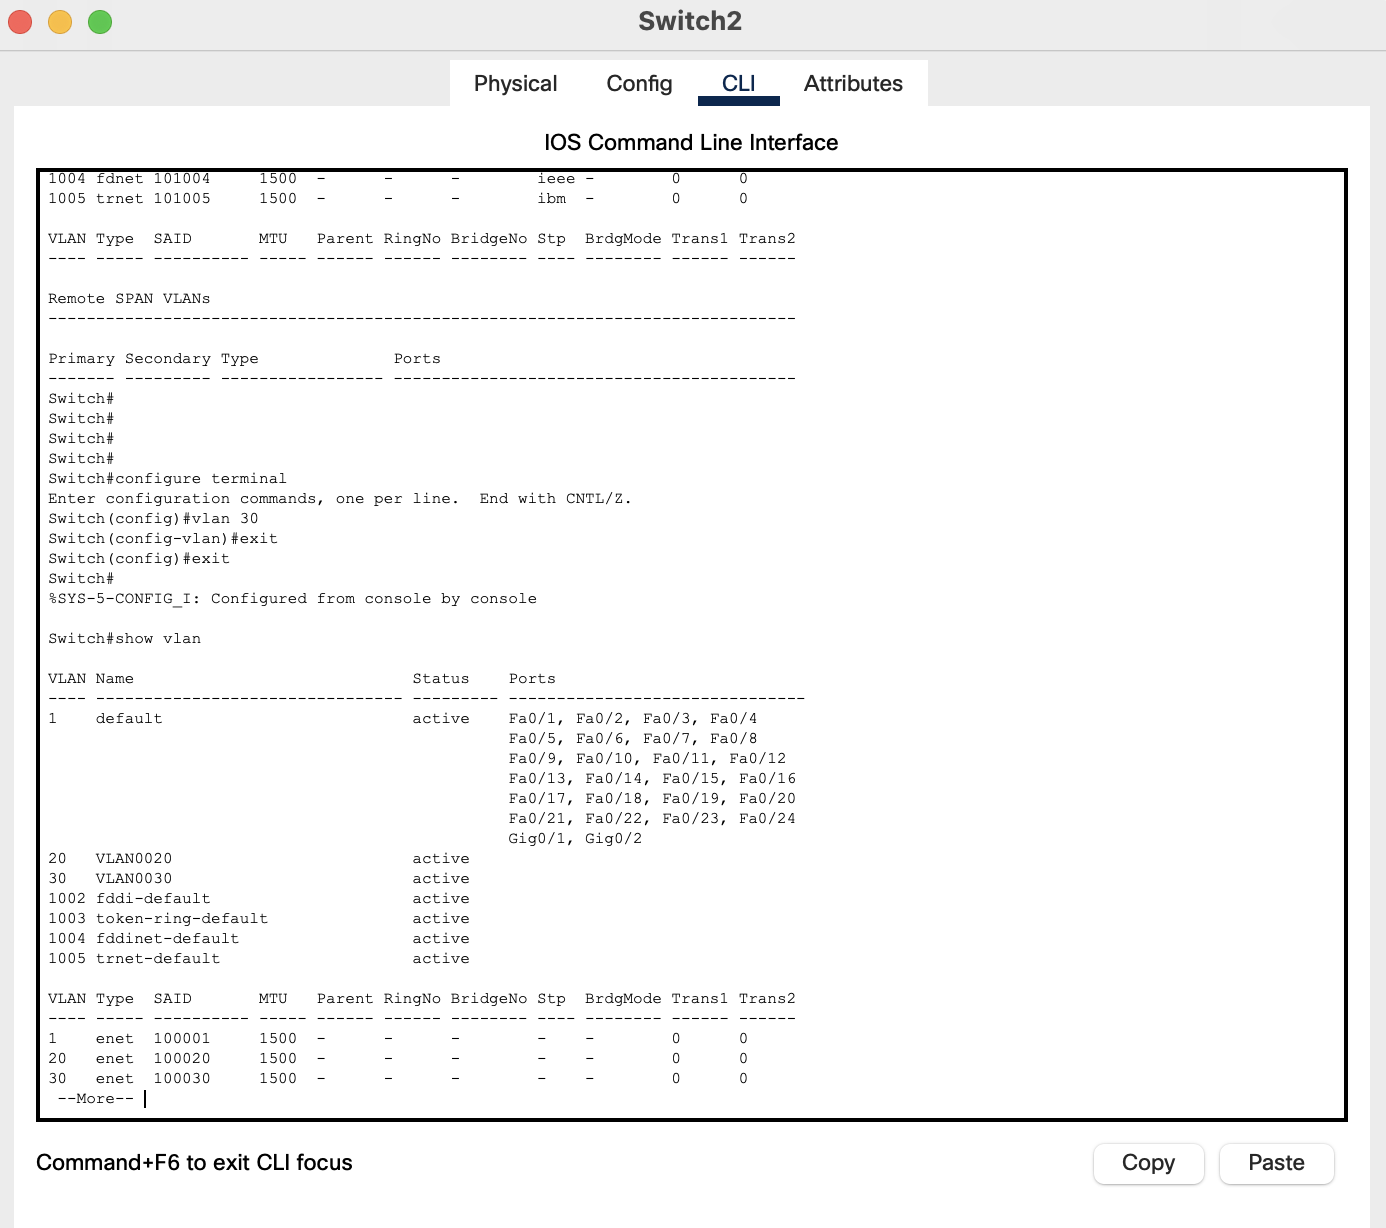 Switch2
Physical Config CLI Attributes
IOS Command Line Interface
1004 fdnet 101004     1500  -      -      -        ieee -        0      0
1005 trnet 101005     1500  -      -      -        ibm  -        0      0
VLAN Type  SAID       MTU   Parent RingNo BridgeNo Stp  BrdgMode Trans1 Trans2
---- ----- ---------- ----- ------ ------ -------- ---- -------- ------ ------
Remote SPAN VLANs
------------------------------------------------------------------------------
Primary Secondary Type              Ports
------- --------- ----------------- ------------------------------------------
Switch#
Switch#
Switch#
Switch#
Switch#configure terminal
Enter configuration commands, one per line.  End with CNTL/Z.
Switch(config)#vlan 30
Switch(config-vlan)#exit
Switch(config)#exit
Switch#
%SYS-5-CONFIG_I: Configured from console by console
Switch#show vlan
VLAN Name                             Status    Ports
---- -------------------------------- --------- -------------------------------
1    default                          active    Fa0/1, Fa0/2, Fa0/3, Fa0/4
                                                Fa0/5, Fa0/6, Fa0/7, Fa0/8
                                                Fa0/9, Fa0/10, Fa0/11, Fa0/12
                                                Fa0/13, Fa0/14, Fa0/15, Fa0/16
                                                Fa0/17, Fa0/18, Fa0/19, Fa0/20
                                                Fa0/21, Fa0/22, Fa0/23, Fa0/24
                                                Gig0/1, Gig0/2
20   VLAN0020                         active
30   VLAN0030                         active
1002 fddi-default                     active
1003 token-ring-default               active
1004 fddinet-default                  active
1005 trnet-default                    active
VLAN Type  SAID       MTU   Parent RingNo BridgeNo Stp  BrdgMode Trans1 Trans2
---- ----- ---------- ----- ------ ------ -------- ---- -------- ------ ------
1    enet  100001     1500  -      -      -        -    -        0      0
20   enet  100020     1500  -      -      -        -    -        0      0
30   enet  100030     1500  -      -      -        -    -        0      0
 --More--
Command+F6 to exit CLI focus
Copy Paste